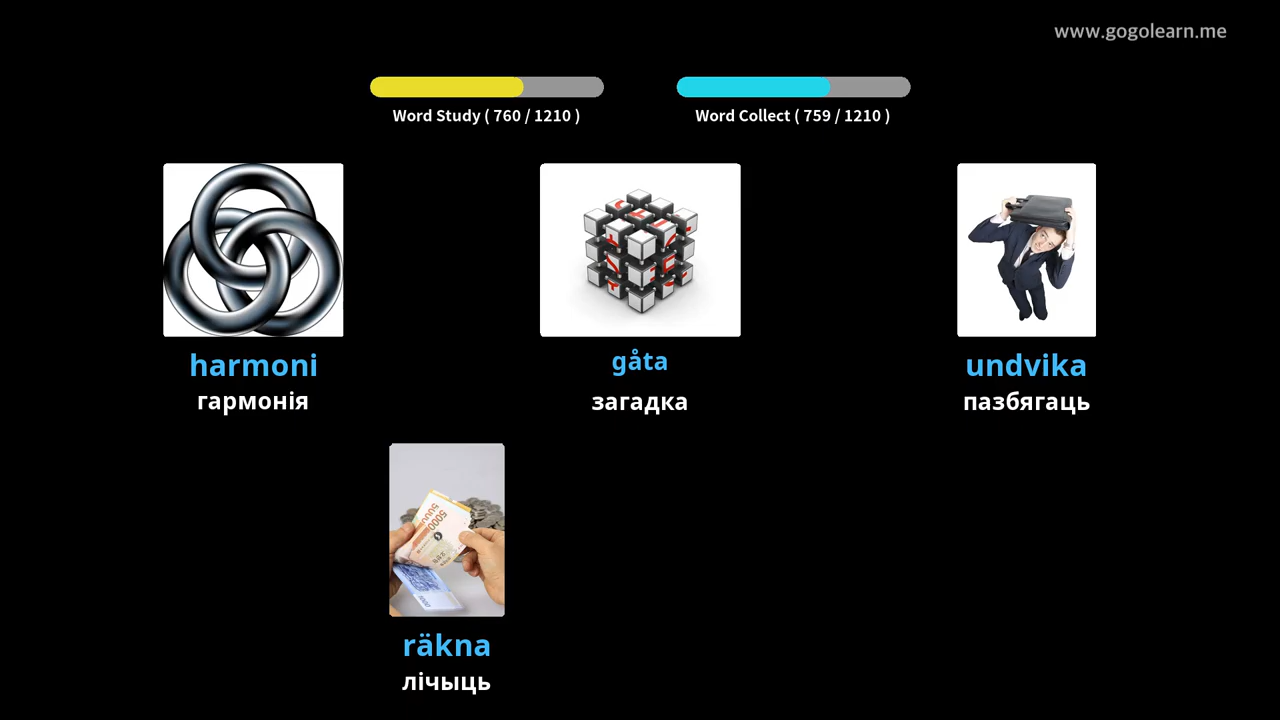 www.gogolearn.me
Word Study ( 760 / 1210 )
Word Collect ( 759 / 1210 )
harmoni
гармонія
gåta
загадка
undvika
пазбягаць
5000
räkna
лічыць